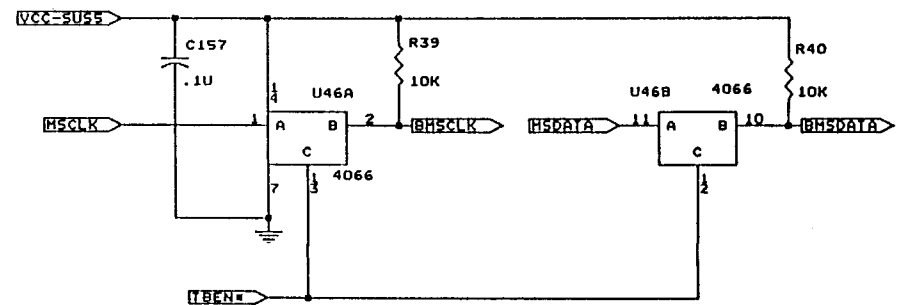 VCC-SUS5
C157
.1U
R39
10K
R40
10K
14
U46A
U46B
4066
MSCLK
1
A
B
2
BMSCLK
MSDATA
11
A
B
10
BMSDATA
C
C
7
13
4066
12
TBEN*